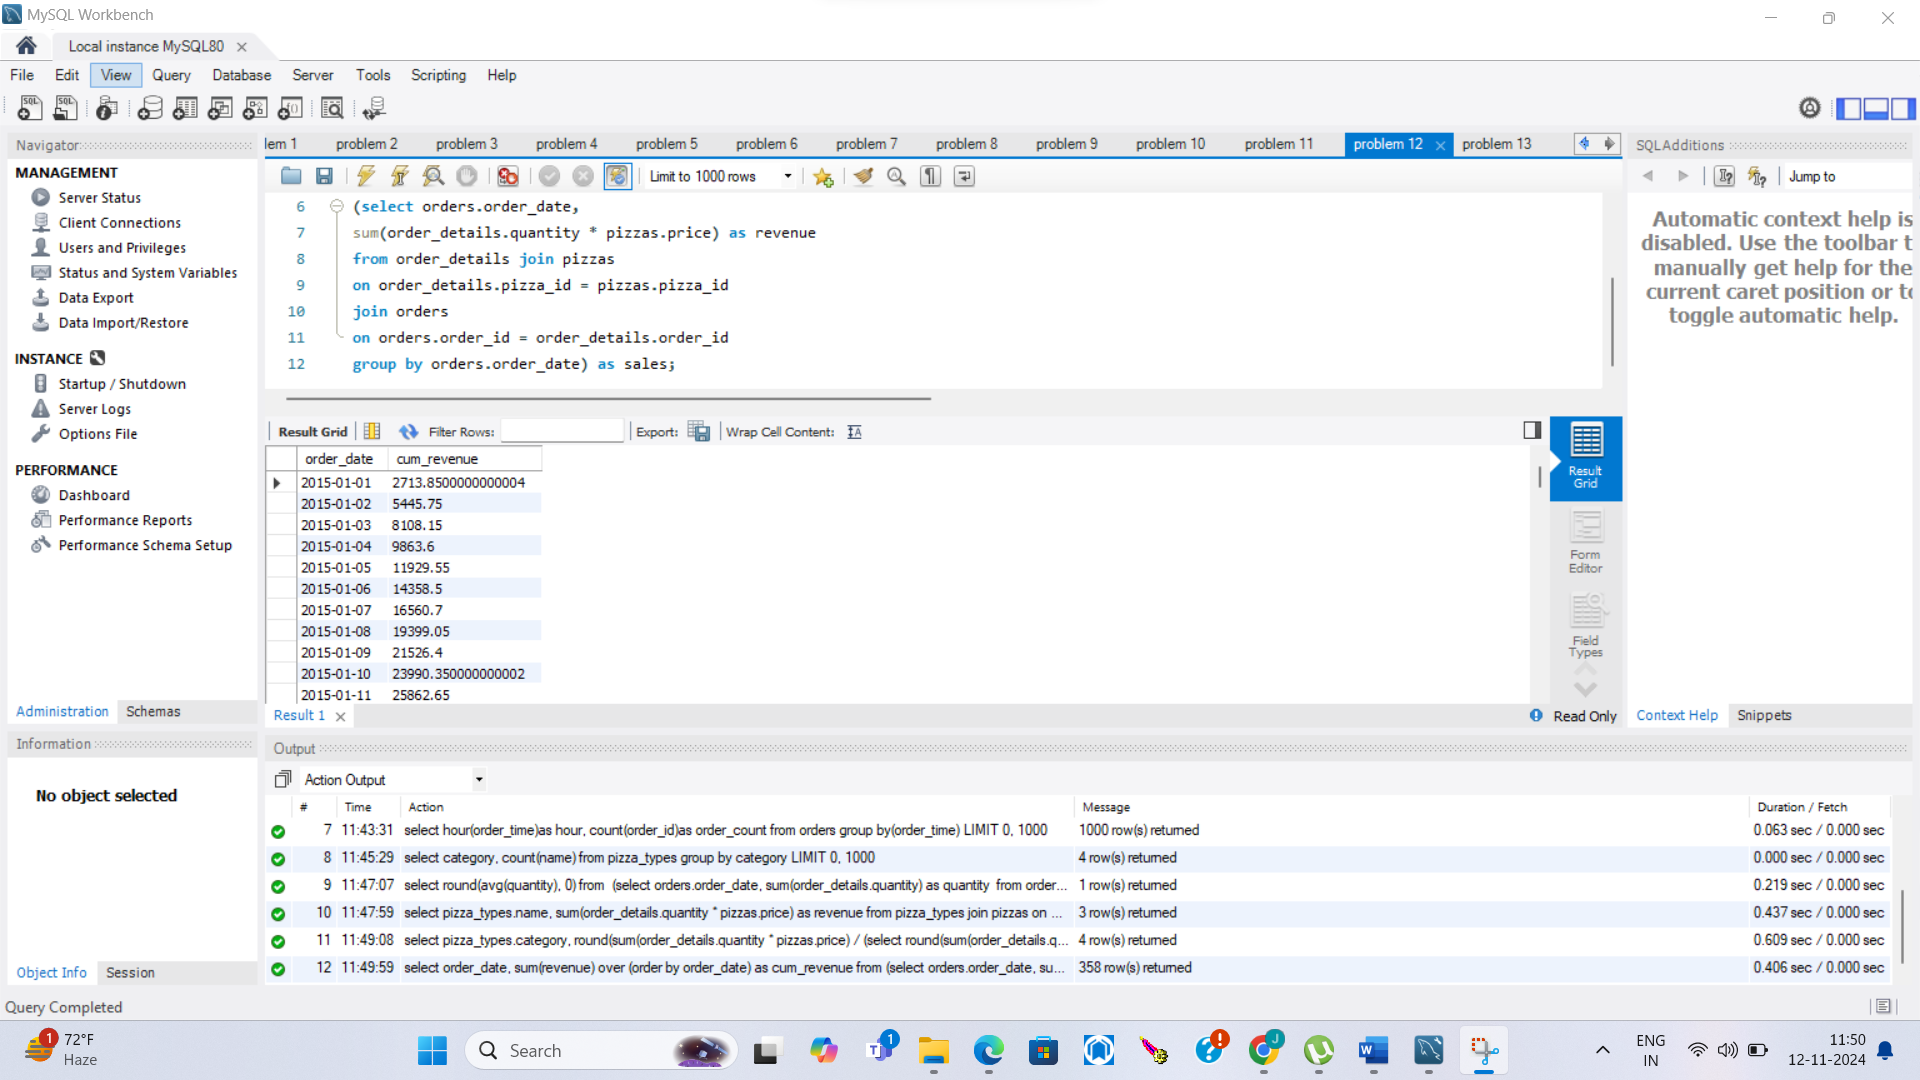 MySQL Workbench
Local instance MySQL80
File Edit View Query Database Server Tools Scripting Help
Navigator
MANAGEMENT
Server Status
Client Connections
Users and Privileges
Status and System Variables
Data Export
Data Import/Restore
INSTANCE
Startup / Shutdown
Server Logs
Options File
PERFORMANCE
Dashboard
Performance Reports
Performance Schema Setup
Administration Schemas
Information
No object selected
Object Info Session
Query Completed
lem 1 problem 2 problem 3 problem 4 problem 5 problem 6 problem 7 problem 8 problem 9 problem 10 problem 11 problem 12 problem 13
Limit to 1000 rows
6 (select orders.order_date,
7 sum(order_details.quantity * pizzas.price) as revenue
8 from order_details join pizzas
9 on order_details.pizza_id = pizzas.pizza_id
10 join orders
11 on orders.order_id = order_details.order_id
12 group by orders.order_date) as sales;
Result Grid Filter Rows: Export: Wrap Cell Content:
order_date cum_revenue
2015-01-01 2713.8500000000004
2015-01-02 5445.75
2015-01-03 8108.15
2015-01-04 9863.6
2015-01-05 11929.55
2015-01-06 14358.5
2015-01-07 16560.7
2015-01-08 19399.05
2015-01-09 21526.4
2015-01-10 23990.350000000002
2015-01-11 25862.65
Result
Grid
Form
Editor
Field
Types
Result 1
Read Only
SQLAdditions
Jump to
Automatic context help is
disabled. Use the toolbar t
manually get help for the
current caret position or to
toggle automatic help.
Context Help Snippets
Output
Action Output
# Time Action Message Duration / Fetch
7 11:43:31 select hour(order_time)as hour, count(order_id)as order_count from orders group by(order_time) LIMIT 0, 1000 1000 row(s) returned 0.063 sec / 0.000 sec
8 11:45:29 select category, count(name) from pizza_types group by category LIMIT 0, 1000 4 row(s) returned 0.000 sec / 0.000 sec
9 11:47:07 select round(avg(quantity), 0) from (select orders.order_date, sum(order_details.quantity) as quantity from order... 1 row(s) returned 0.219 sec / 0.000 sec
10 11:47:59 select pizza_types.name, sum(order_details.quantity * pizzas.price) as revenue from pizza_types join pizzas on ... 3 row(s) returned 0.437 sec / 0.000 sec
11 11:49:08 select pizza_types.category, round(sum(order_details.quantity * pizzas.price) / (select round(sum(order_details.q... 4 row(s) returned 0.609 sec / 0.000 sec
12 11:49:59 select order_date, sum(revenue) over (order by order_date) as cum_revenue from (select orders.order_date, su... 358 row(s) returned 0.406 sec / 0.000 sec
1
72°F
Haze
Search
1
ENG
IN
11:50
12-11-2024